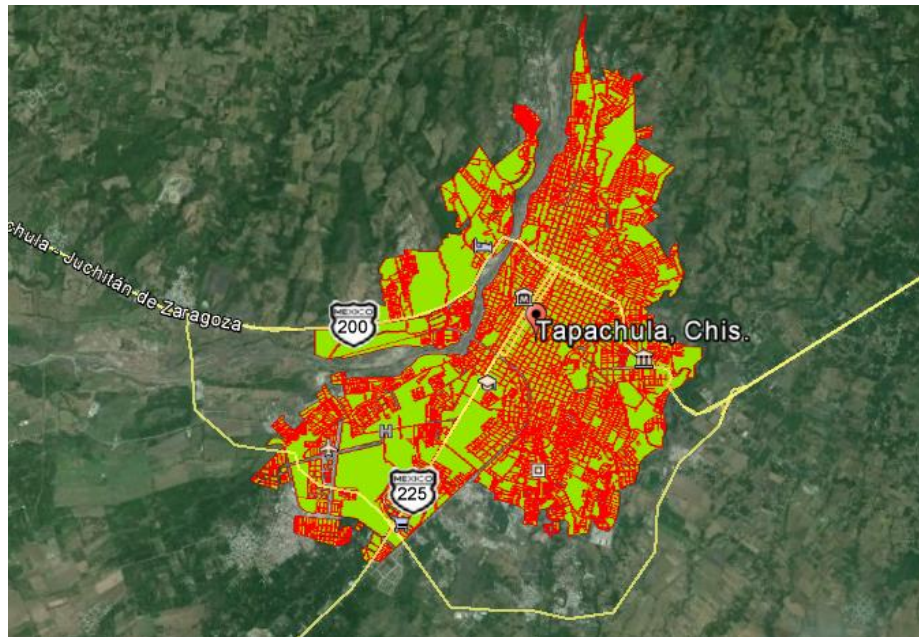 chula - Juchitán de Zaragoza
MEXICO
200
M
Tapachula, Chis.
H
MEXICO
225